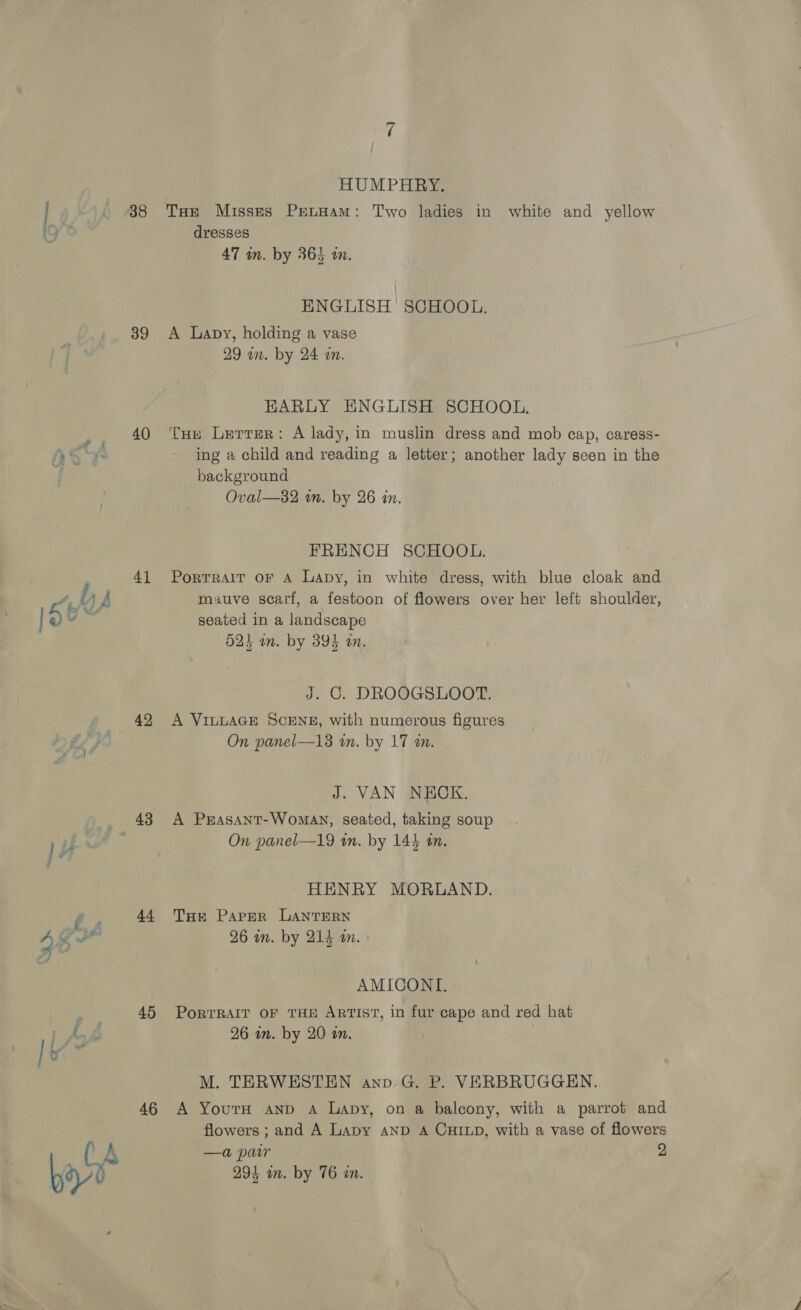 7
HUMPHRY.
38 THE MISSES PELHAM: Two ladies in white and yellow
dresses
47 in. by 36½ in.
ENGLISH SCHOOL.
39 A LADY, holding a vase
29 in. by 24 in.
EARLY ENGLISH SCHOOL.
40 THE LETTER: A lady, in muslin dress and mob cap, caress-
ing a child and reading a letter; another lady seen in the
background
Oval—32 in. by 26 in.
FRENCH SCHOOL.
41 PORTRAIT OF A LADY, in white dress, with blue cloak and
mauve scarf, a festoon of flowers over her left shoulder,
seated in a landscape
52½ in. by 39½ in.
J. C. DROOGSLOOT.
42 A VILLAGE SCENE, with numerous figures
On panel—13 in. by 17 in.
J. VAN NECK.
43 A PEASANT-WOMAN, seated, taking soup
On panel—19 in. by 14½ in.
HENRY MORLAND.
44 THE PAPER LANTERN
26 in. by 21½ in.
AMICONI.
45 PORTRAIT OF THE ARTIST, in fur cape and red hat
26 in. by 20 in.
M. TERWESTEN AND G. P. VERBRUGGEN.
46 A YOUTH AND A LADY, on a balcony, with a parrot and
flowers; and A LADY AND A CHILD, with a vase of flowers
—a pair 2
29½ in. by 76 in.